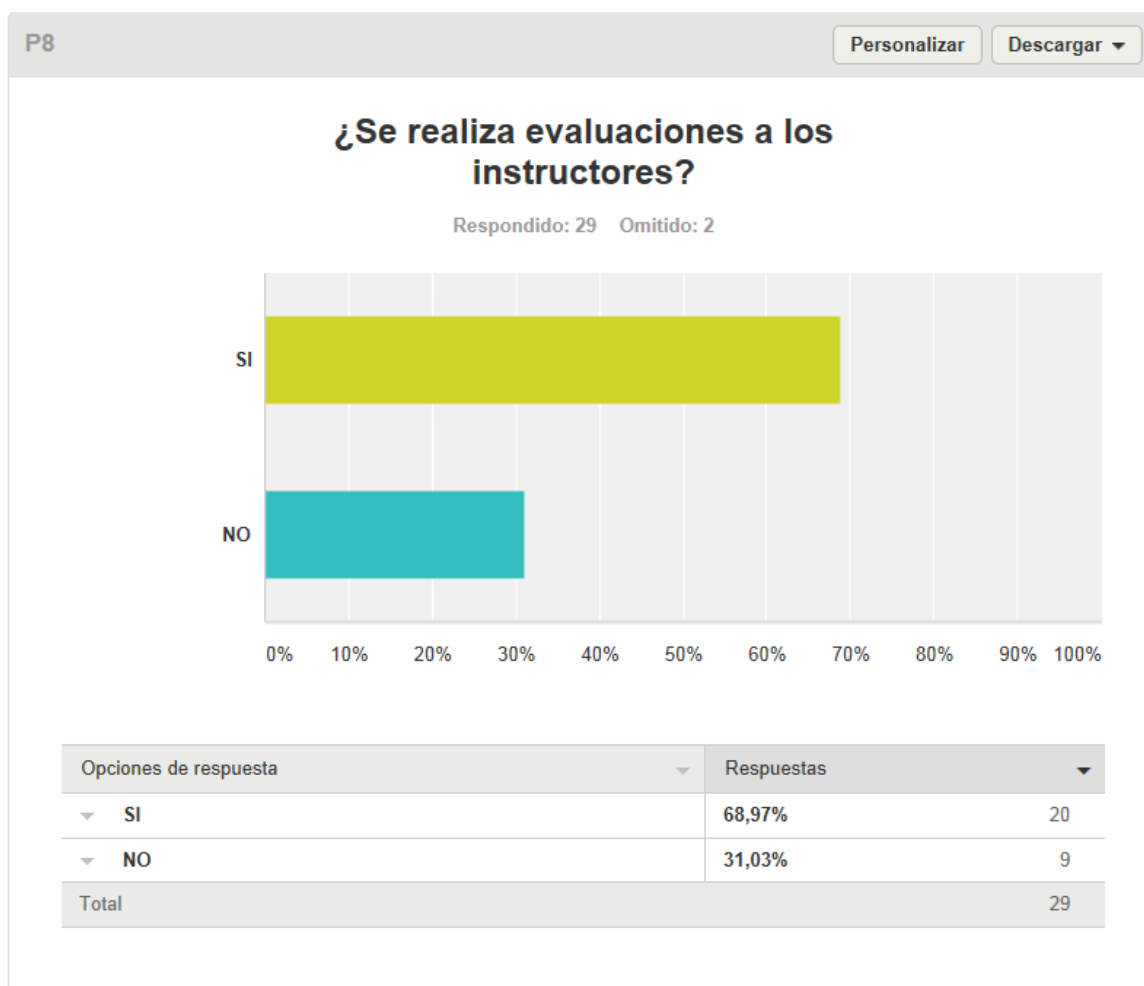 P8
Personalizar
Descargar
¿Se realiza evaluaciones a los
instructores?
Respondido: 29 Omitido: 2
SI
NO
0% 10% 20% 30% 40% 50% 60% 70% 80% 90% 100%
Opciones de respuesta Respuestas
SI 68,97% 20
NO 31,03% 9
Total 29